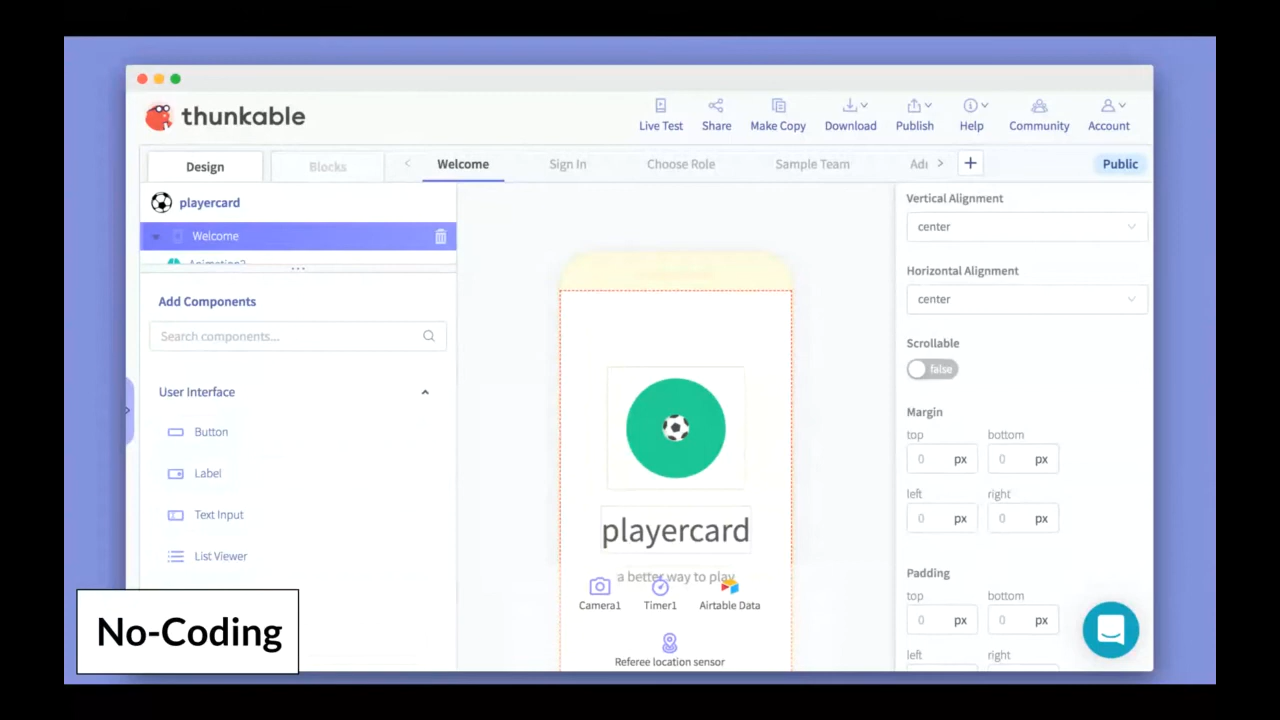 thunkable
Live Test
Share
Make Copy
Download
Publish
Help
Community
Account
Design
Blocks
Welcome
Sign In
Choose Role
Sample Team
Public
playercard
Welcome
Add Components
Search components...
User Interface
Button
Label
Text Input
List Viewer
playercard
a better way to play
Camera1
Timer1
Airtable Data
Referee location sensor
Vertical Alignment
center
Horizontal Alignment
center
Scrollable
false
Margin
top bottom
0 px 0 px
left right
0 px 0 px
Padding
top bottom
0 px 0 px
left right
No-Coding